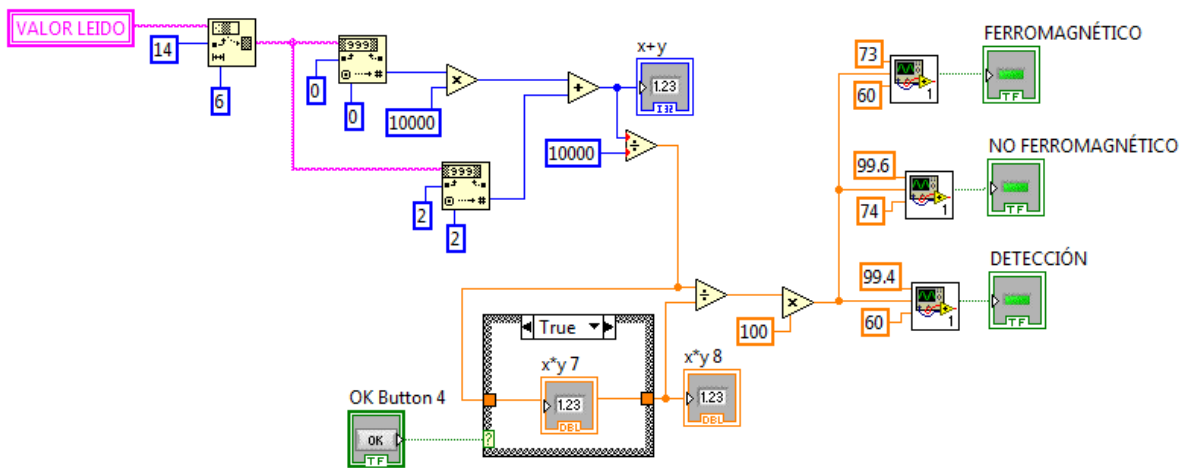 VALOR LEIDO
14
6
999
0
0
10000
x+y
1.23
I32
10000
999
2
2
73
60
1
FERROMAGNÉTICO
TF
99.6
74
1
NO FERROMAGNÉTICO
TF
99.4
60
1
DETECCIÓN
TF
100
True
x*y 7
1.23
DBL
x*y 8
1.23
DBL
OK Button 4
OK
TF
?